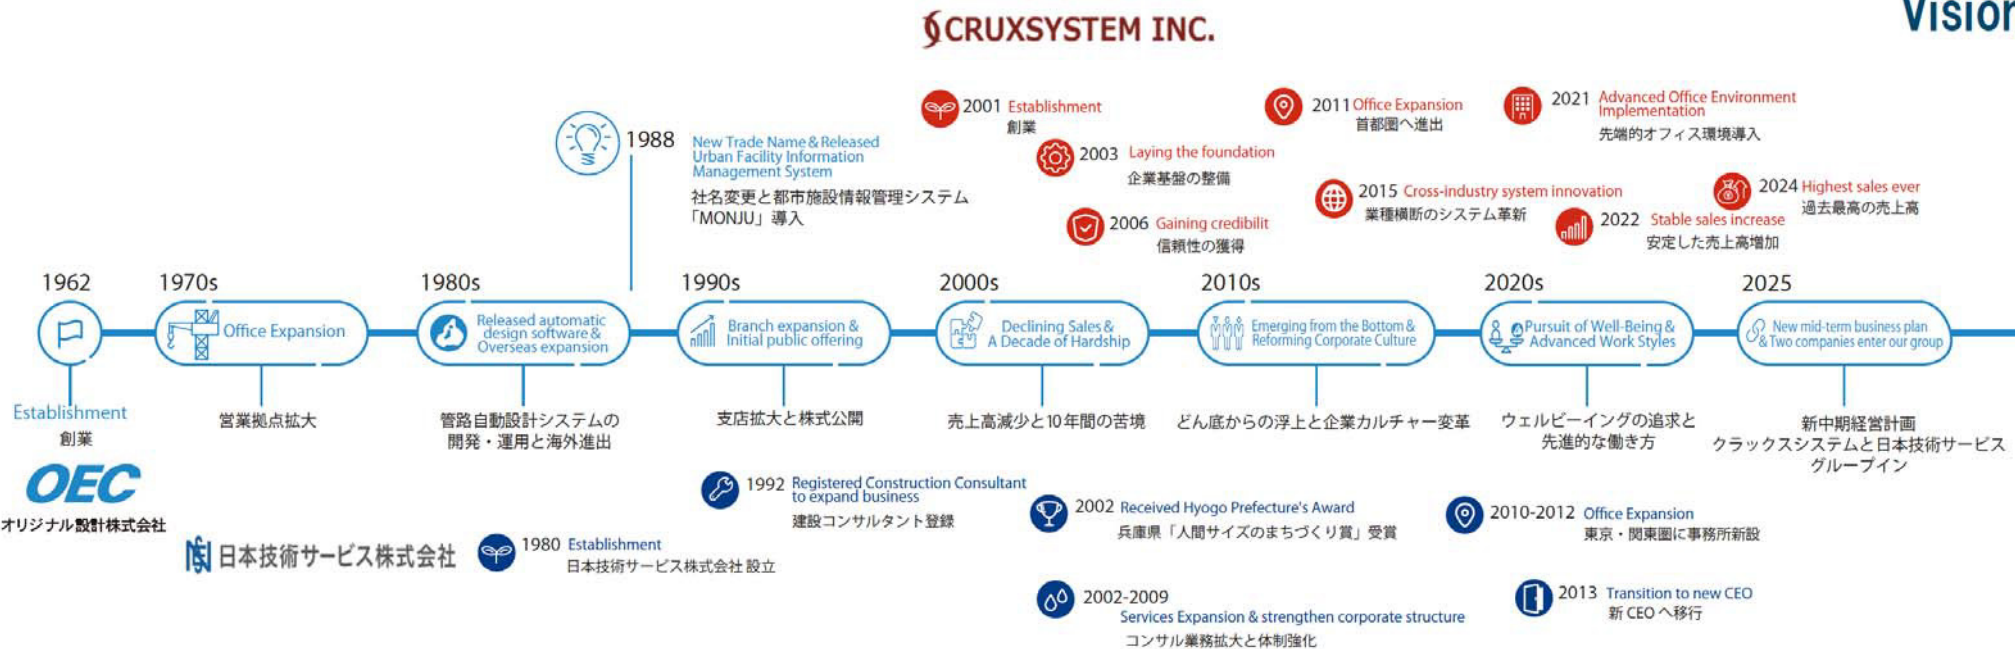 Vision
CRUXSYSTEM INC.
2001 Establishment
創業
2003 Laying the foundation
企業基盤の整備
2006 Gaining credibilit
信頼性の獲得
2011 Office Expansion
首都圏へ進出
2015 Cross-industry system innovation
業種横断のシステム革新
2021 Advanced Office Environment
Implementation
先端的オフィス環境導入
2022 Stable sales increase
安定した売上高増加
2024 Highest sales ever
過去最高の売上高
1988 New Trade Name & Released
Urban Facility Information
Management System
社名変更と都市施設情報管理システム
「MONJU」導入
1962
Establishment
創業
1970s
Office Expansion
営業拠点拡大
1980s
Released automatic
design software &
Overseas expansion
管路自動設計システムの
開発・運用と海外進出
1990s
Branch expansion &
Initial public offering
支店拡大と株式公開
2000s
Declining Sales &
A Decade of Hardship
売上高減少と10年間の苦境
2010s
Emerging from the Bottom &
Reforming Corporate Culture
どん底からの浮上と企業カルチャー変革
2020s
Pursuit of Well-Being &
Advanced Work Styles
ウェルビーイングの追求と
先進的な働き方
2025
New mid-term business plan
& Two companies enter our group
新中期経営計画
クラックスシステムと日本技術サービス
グループイン
OEC
オリジナル設計株式会社
日本技術サービス株式会社
1980 Establishment
日本技術サービス株式会社 設立
1992 Registered Construction Consultant
to expand business
建設コンサルタント登録
2002 Received Hyogo Prefecture's Award
兵庫県「人間サイズのまちづくり賞」受賞
2002-2009
Services Expansion & strengthen corporate structure
コンサル業務拡大と体制強化
2010-2012 Office Expansion
東京・関東圏に事務所新設
2013 Transition to new CEO
新 CEO へ移行